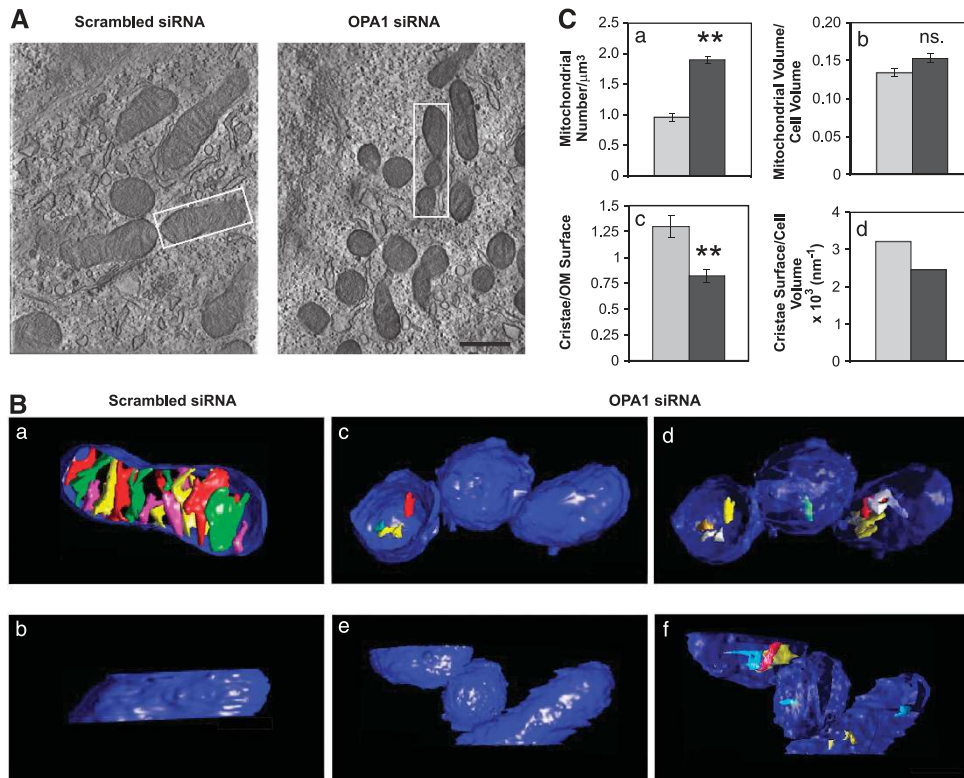 A
Scrambled siRNA
OPA1 siRNA
C
a
**
Mitochondrial
Number/μm3
2.5
2.0
1.5
1.0
0.5
0
b
ns.
Mitochondrial Volume/
Cell Volume
0.20
0.15
0.10
0.05
0
c
**
Cristae/OM Surface
1.5
1.25
1
0.75
0.5
0.25
0
d
Cristae Surface/Cell
Volume
x 10³ (nm⁻¹)
4
3
2
1
0
B
Scrambled siRNA
OPA1 siRNA
a
c
d
b
e
f